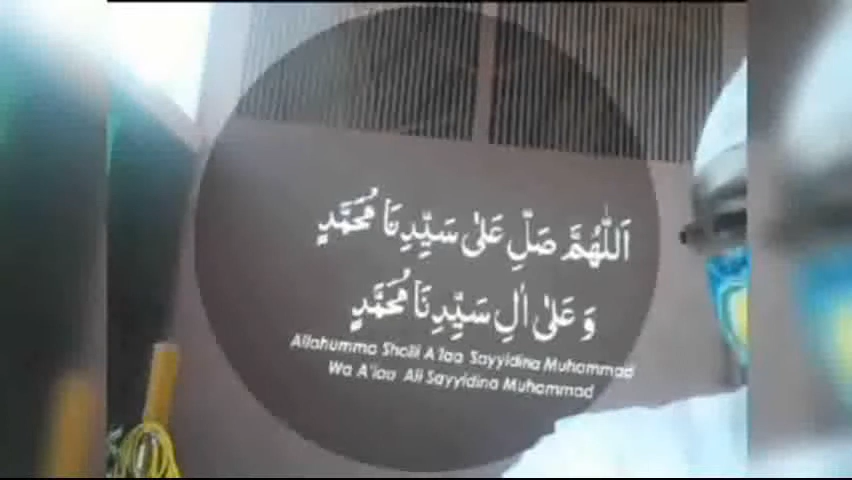 اَللّٰهُمَّ صَلِّ عَلٰى سَيِّدِنَا مُحَمَّدٍ
وَعَلٰى اٰلِ سَيِّدِنَا مُحَمَّدٍ
Allahumma Sholli A'laa Sayyidina Muhammad
Wa A'laa Ali Sayyidina Muhammad